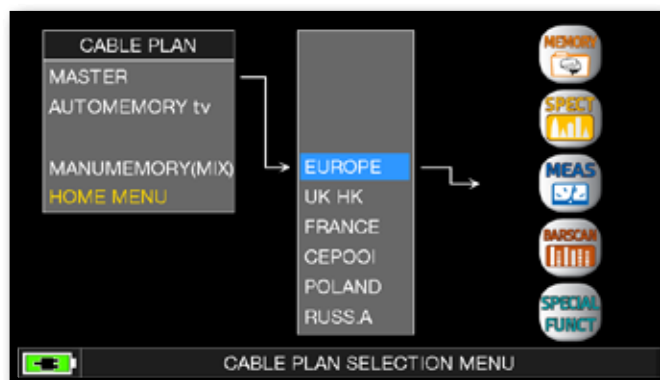 CABLE PLAN
MASTER
AUTOMEMORY tv
MANUMEMORY(MIX)
HOME MENU
EUROPE
UK HK
FRANCE
CEPOOI
POLAND
RUSS.A
MEMORY
SPECT
MEAS
BARSCAN
SPECIAL
FUNCT
CABLE PLAN SELECTION MENU